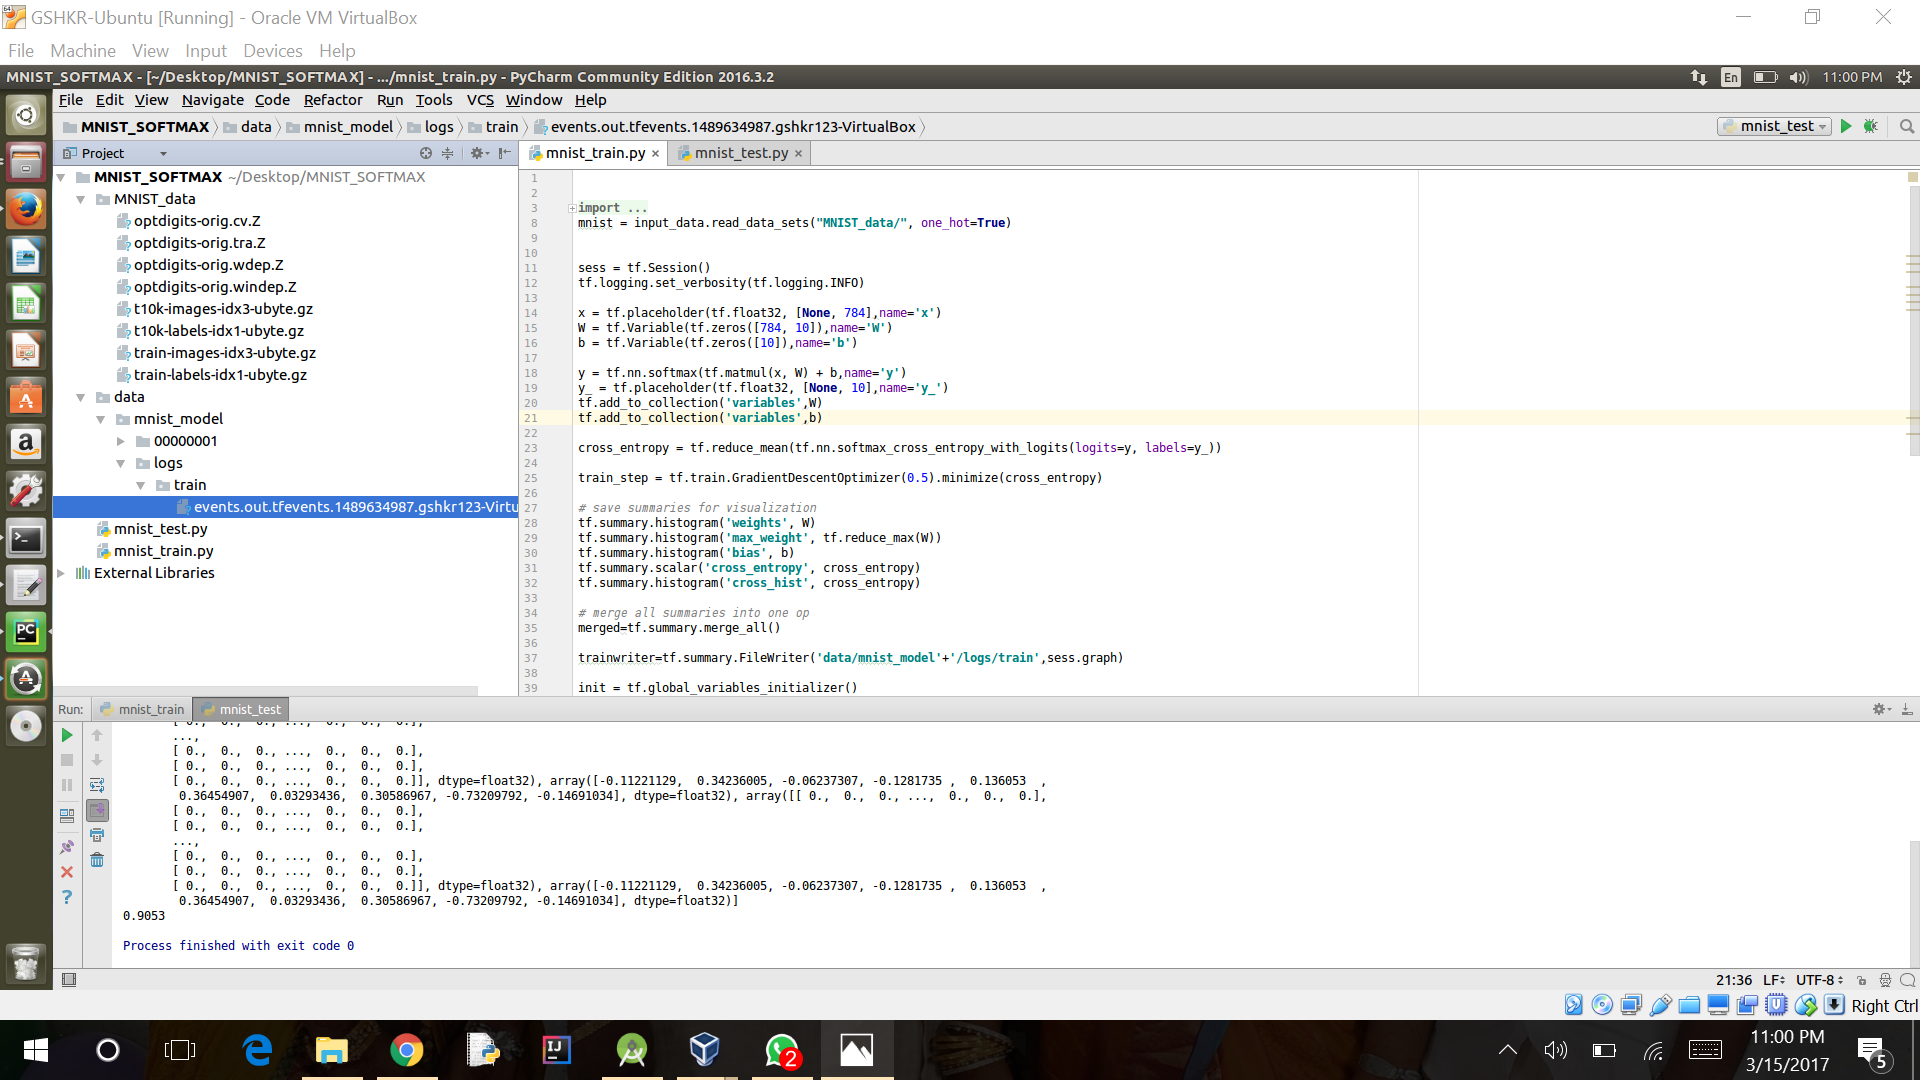 GSHKR-Ubuntu [Running] - Oracle VM VirtualBox
File Machine View Input Devices Help
MNIST_SOFTMAX - [~/Desktop/MNIST_SOFTMAX] - .../mnist_train.py - PyCharm Community Edition 2016.3.2
En 11:00 PM
File Edit View Navigate Code Refactor Run Tools VCS Window Help
MNIST_SOFTMAX data mnist_model logs train events.out.tfevents.1489634987.gshkr123-VirtualBox
mnist_test
Project
mnist_train.py × mnist_test.py ×
MNIST_SOFTMAX ~/Desktop/MNIST_SOFTMAX
MNIST_data
optdigits-orig.cv.Z
optdigits-orig.tra.Z
optdigits-orig.wdep.Z
optdigits-orig.windep.Z
t10k-images-idx3-ubyte.gz
t10k-labels-idx1-ubyte.gz
train-images-idx3-ubyte.gz
train-labels-idx1-ubyte.gz
data
mnist_model
00000001
logs
train
events.out.tfevents.1489634987.gshkr123-Virtu
mnist_test.py
mnist_train.py
External Libraries
1
2
3 import ...
8 mnist = input_data.read_data_sets("MNIST_data/", one_hot=True)
9
10
11 sess = tf.Session()
12 tf.logging.set_verbosity(tf.logging.INFO)
13
14 x = tf.placeholder(tf.float32, [None, 784],name='x')
15 W = tf.Variable(tf.zeros([784, 10]),name='W')
16 b = tf.Variable(tf.zeros([10]),name='b')
17
18 y = tf.nn.softmax(tf.matmul(x, W) + b,name='y')
19 y_ = tf.placeholder(tf.float32, [None, 10],name='y_')
20 tf.add_to_collection('variables',W)
21 tf.add_to_collection('variables',b)
22
23 cross_entropy = tf.reduce_mean(tf.nn.softmax_cross_entropy_with_logits(logits=y, labels=y_))
24
25 train_step = tf.train.GradientDescentOptimizer(0.5).minimize(cross_entropy)
26
27 # save summaries for visualization
28 tf.summary.histogram('weights', W)
29 tf.summary.histogram('max_weight', tf.reduce_max(W))
30 tf.summary.histogram('bias', b)
31 tf.summary.scalar('cross_entropy', cross_entropy)
32 tf.summary.histogram('cross_hist', cross_entropy)
33
34 # merge all summaries into one op
35 merged=tf.summary.merge_all()
36
37 trainwriter=tf.summary.FileWriter('data/mnist_model'+'/logs/train',sess.graph)
38
39 init = tf.global_variables_initializer()
Run: mnist_train mnist_test
[ 0., 0., 0., ..., 0., 0., 0.],
...,
[ 0., 0., 0., ..., 0., 0., 0.],
[ 0., 0., 0., ..., 0., 0., 0.],
[ 0., 0., 0., ..., 0., 0., 0.]], dtype=float32), array([-0.11221129, 0.34236005, -0.06237307, -0.1281735 , 0.136053 ,
0.36454907, 0.03293436, 0.30586967, -0.73209792, -0.14691034], dtype=float32), array([[ 0., 0., 0., ..., 0., 0., 0.],
[ 0., 0., 0., ..., 0., 0., 0.],
[ 0., 0., 0., ..., 0., 0., 0.],
...,
[ 0., 0., 0., ..., 0., 0., 0.],
[ 0., 0., 0., ..., 0., 0., 0.],
[ 0., 0., 0., ..., 0., 0., 0.]], dtype=float32), array([-0.11221129, 0.34236005, -0.06237307, -0.1281735 , 0.136053 ,
0.36454907, 0.03293436, 0.30586967, -0.73209792, -0.14691034], dtype=float32)]
0.9053
Process finished with exit code 0
21:36 LF UTF-8
Right Ctrl
11:00 PM
3/15/2017
2
5